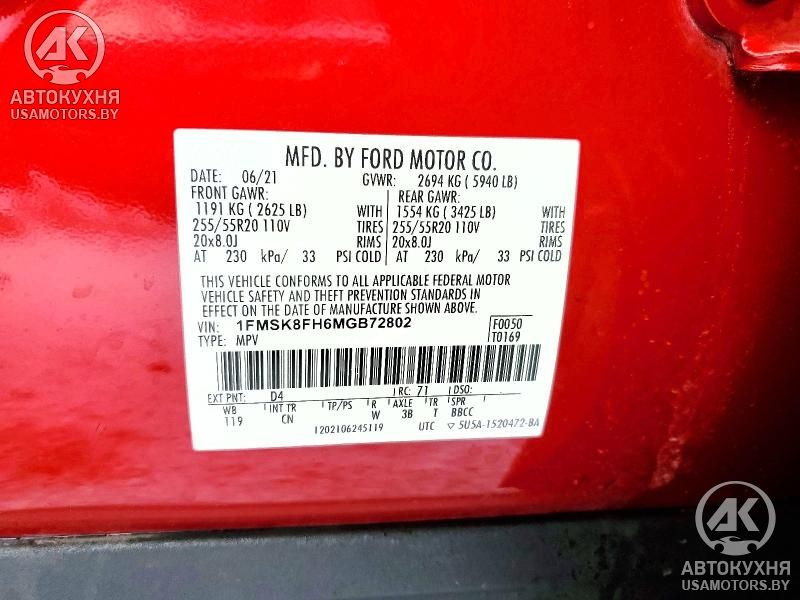 AK
АВТОКУХНЯ
USAMOTORS.BY
MFD. BY FORD MOTOR CO.
DATE: 06/21 GVWR: 2694 KG ( 5940 LB)
FRONT GAWR: REAR GAWR:
1191 KG ( 2625 LB) WITH 1554 KG ( 3425 LB) WITH
255/55R20 110V TIRES 255/55R20 110V TIRES
20x8.0J RIMS 20x8.0J RIMS
AT 230 kPa/ 33 PSI COLD AT 230 kPa/ 33 PSI COLD
THIS VEHICLE CONFORMS TO ALL APPLICABLE FEDERAL MOTOR
VEHICLE SAFETY AND THEFT PREVENTION STANDARDS IN
EFFECT ON THE DATE OF MANUFACTURE SHOWN ABOVE.
VIN: 1FMSK8FH6MGB72802 F0050
TYPE: MPV T0169
EXT PNT: D4 RC: 71 DSO:
WB INT TR TP/PS R AXLE TR SPR
119 CN W 3B T BBCC
1202106245119 UTC ▽ 5U5A-1520472-BA
AK
АВТОКУХНЯ
USAMOTORS.BY